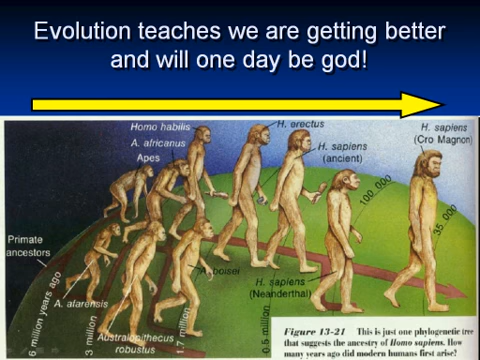 Evolution teaches we are getting better
and will one day be god!
Homo habilis
A. africanus
Apes
H. erectus
H. sapiens
(ancient)
H. sapiens
(Cro Magnon)
100 000
35 000
Primate
ancestors
A. boisei
H. sapiens
(Neanderthal)
A. afarensis
Australopithecus
robustus
6 million years ago
3 million
1.7 million
0.5 million
Figure 13-21 This is just one phylogenetic tree
that suggests the ancestry of Homo sapiens. How
many years ago did modern humans first arise?